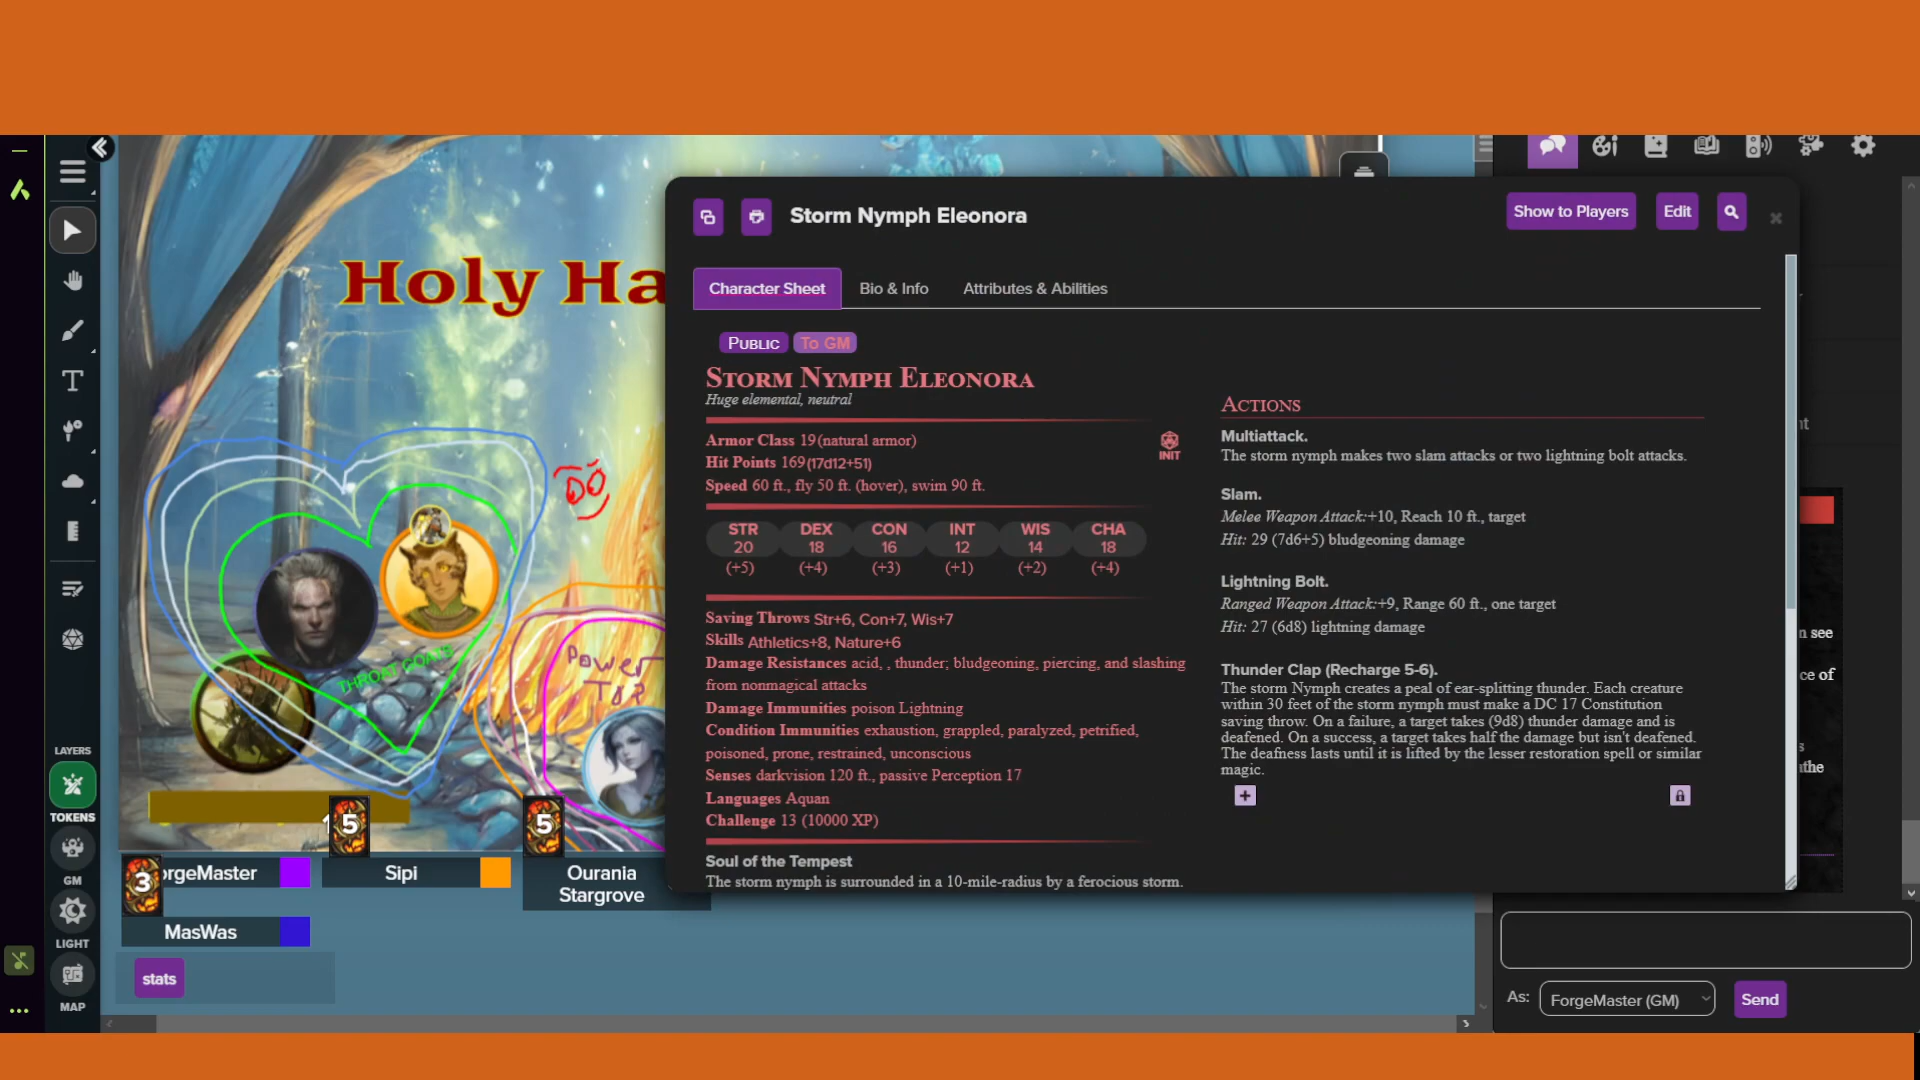 Holy Ha
DO
THROAT GOATS
Power
Top
LAYERS
TOKENS
GM
LIGHT
MAP
5
5
3
orgeMaster
Sipi
Ourania
Stargrove
MasWas
stats
Storm Nymph Eleonora
Show to Players
Edit
Character Sheet
Bio & Info
Attributes & Abilities
Public
To GM
Storm Nymph Eleonora
Huge elemental, neutral
Armor Class 19(natural armor)
Hit Points 169(17d12+51)
Speed 60 ft., fly 50 ft. (hover), swim 90 ft.
INIT
STR DEX CON INT WIS CHA
20 18 16 12 14 18
(+5) (+4) (+3) (+1) (+2) (+4)
Saving Throws Str+6, Con+7, Wis+7
Skills Athletics+8, Nature+6
Damage Resistances acid, , thunder; bludgeoning, piercing, and slashing
from nonmagical attacks
Damage Immunities poison Lightning
Condition Immunities exhaustion, grappled, paralyzed, petrified,
poisoned, prone, restrained, unconscious
Senses darkvision 120 ft., passive Perception 17
Languages Aquan
Challenge 13 (10000 XP)
Soul of the Tempest
The storm nymph is surrounded in a 10-mile-radius by a ferocious storm.
Actions
Multiattack.
The storm nymph makes two slam attacks or two lightning bolt attacks.
Slam.
Melee Weapon Attack:+10, Reach 10 ft., target
Hit: 29 (7d6+5) bludgeoning damage
Lightning Bolt.
Ranged Weapon Attack:+9, Range 60 ft., one target
Hit: 27 (6d8) lightning damage
Thunder Clap (Recharge 5-6).
The storm Nymph creates a peal of ear-splitting thunder. Each creature
within 30 feet of the storm nymph must make a DC 17 Constitution
saving throw. On a failure, a target takes (9d8) thunder damage and is
deafened. On a success, a target takes half the damage but isn't deafened.
The deafness lasts until it is lifted by the lesser restoration spell or similar
magic.
nt
n see
ce of
s
the
As:
ForgeMaster (GM)
Send